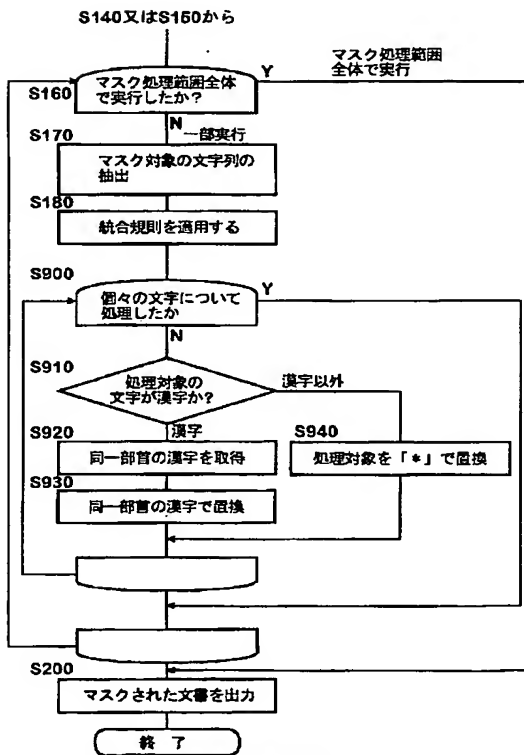 S140又はS150から
マスク処理範囲全体
で実行したか？
Y
マスク処理範囲
全体で実行
S160
N
一部実行
S170
マスク対象の文字列の
抽出
S180
統合規則を適用する
S900
個々の文字について
処理したか
Y
N
S910
処理対象の
文字が漢字か？
漢字以外
漢字
S920
同一部首の漢字を取得
S940
処理対象を「*」で置換
S930
同一部首の漢字で置換
S200
マスクされた文書を出力
終 了